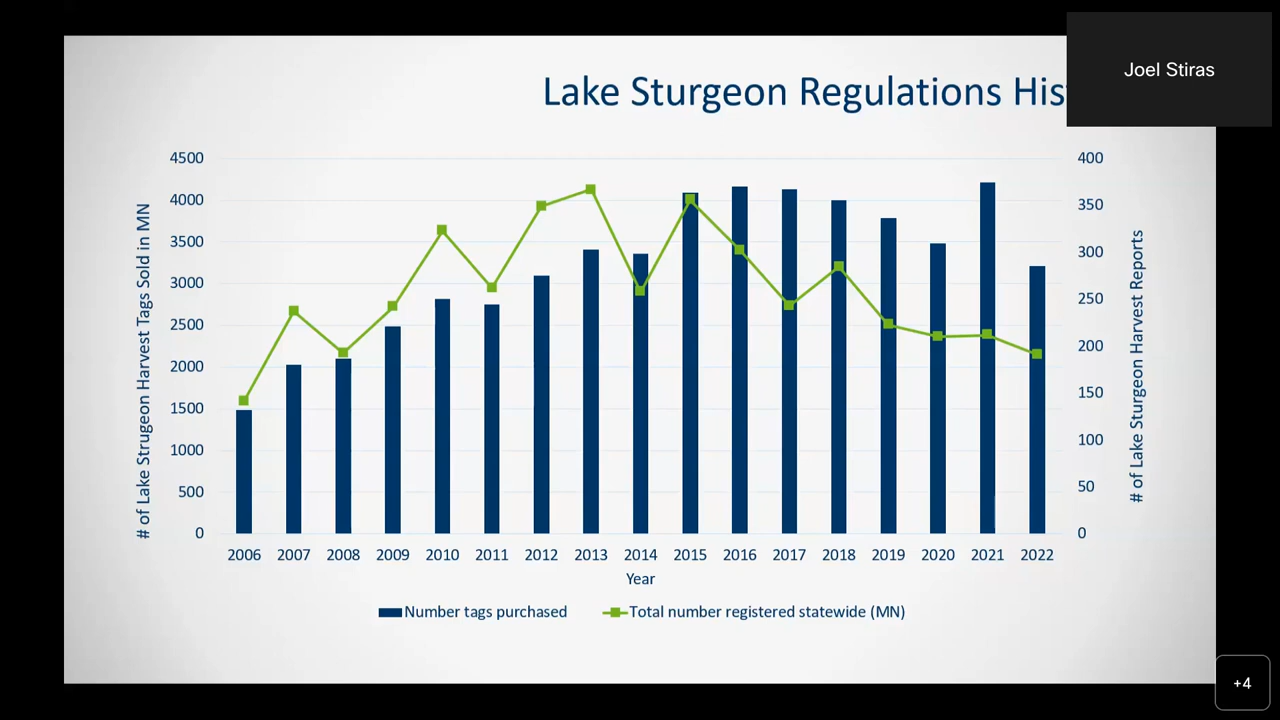 Joel Stiras
Lake Sturgeon Regulations His
4500
4000
3500
3000
2500
2000
1500
1000
500
0
# of Lake Strugeon Harvest Tags Sold in MN
400
350
300
250
200
150
100
50
0
# of Lake Sturgeon Harvest Reports
2006 2007 2008 2009 2010 2011 2012 2013 2014 2015 2016 2017 2018 2019 2020 2021 2022
Year
Number tags purchased Total number registered statewide (MN)
+4